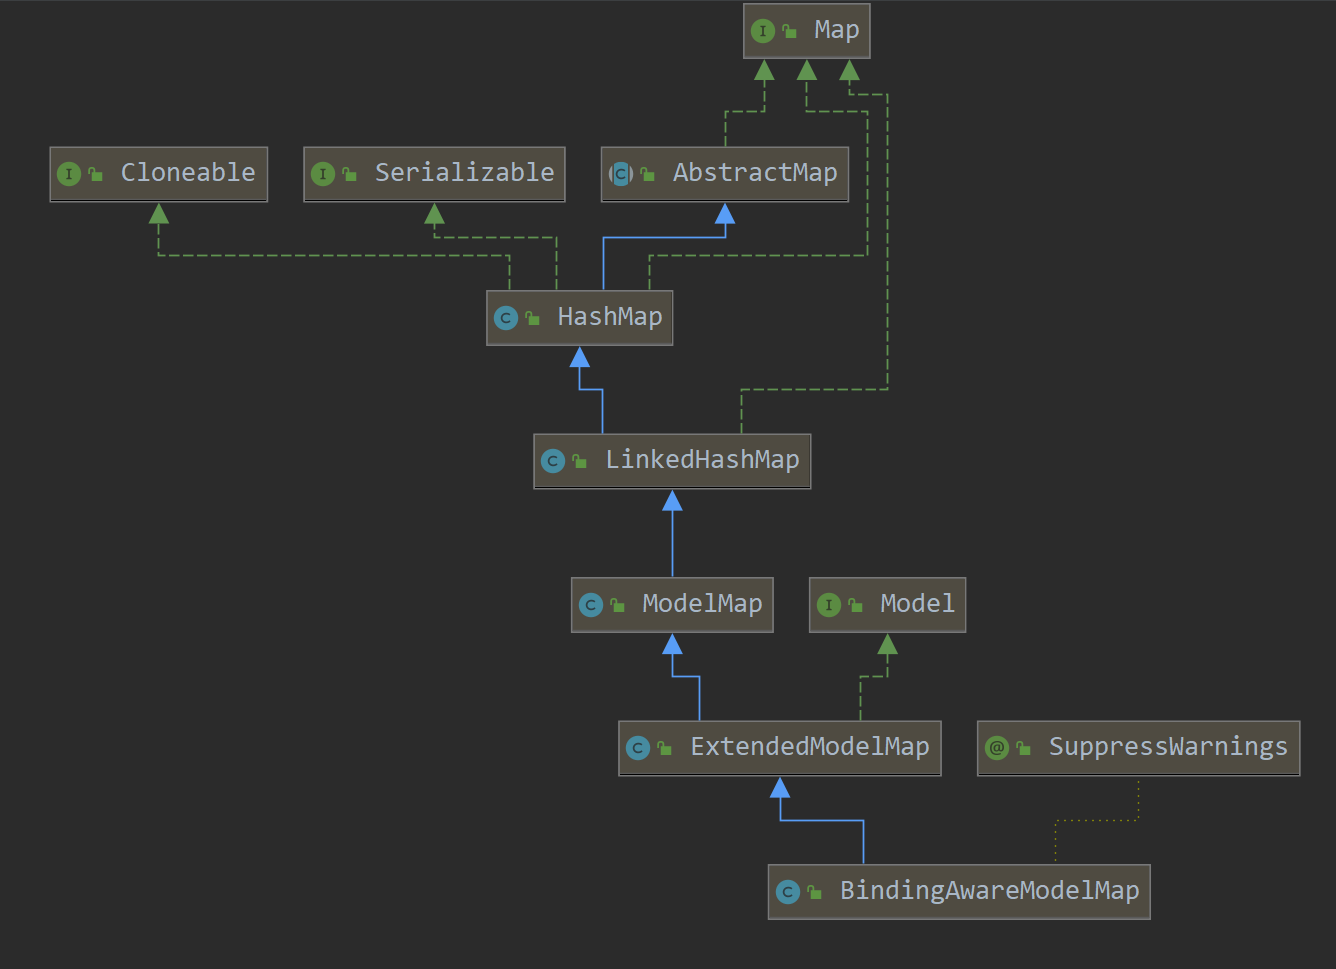 I Map
I Cloneable
I Serializable
C AbstractMap
C HashMap
C LinkedHashMap
C ModelMap
I Model
C ExtendedModelMap
@ SuppressWarnings
C BindingAwareModelMap